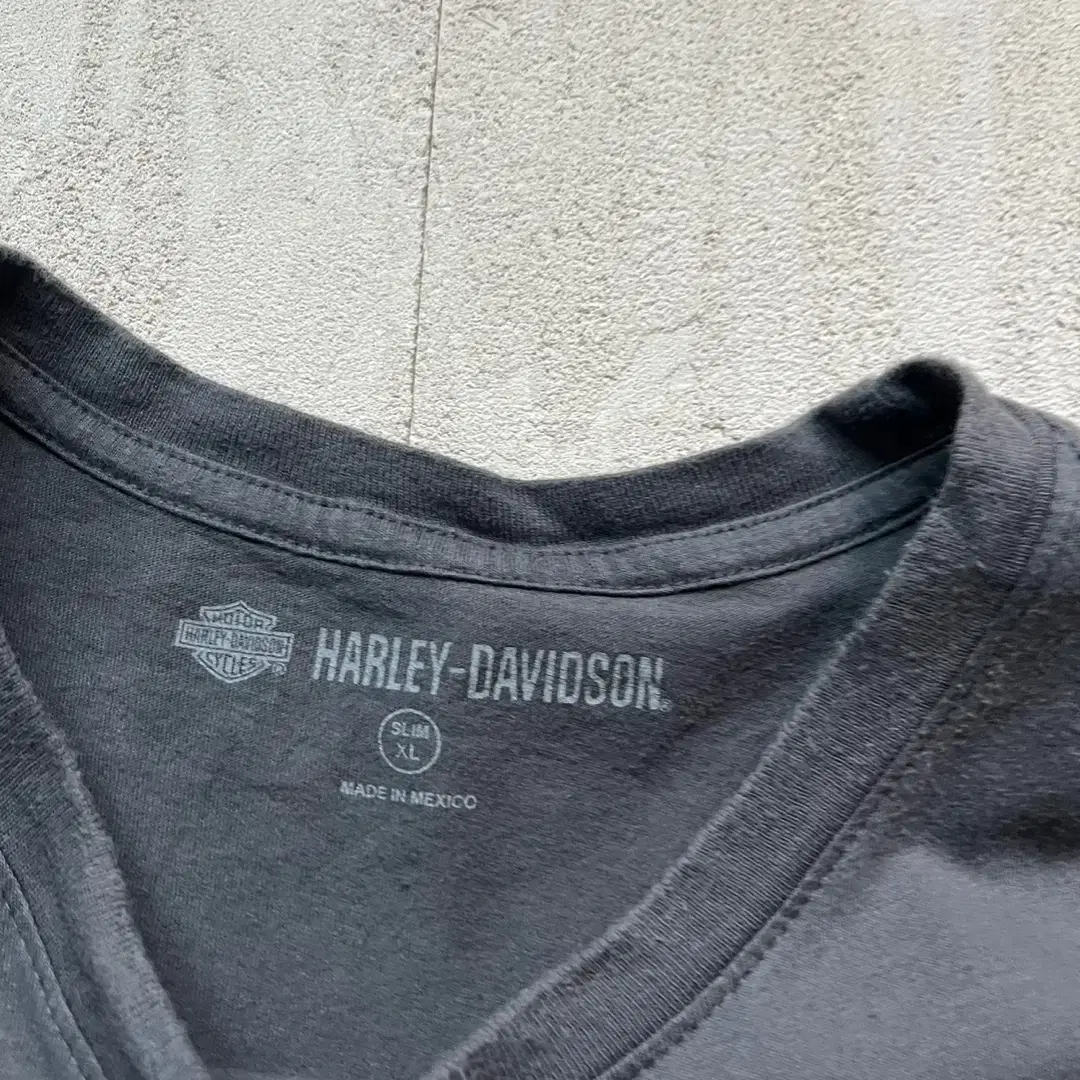 MOTOR
HARLEY-DAVIDSON
CYCLES®
HARLEY-DAVIDSON®
SLIM
XL
MADE IN MEXICO